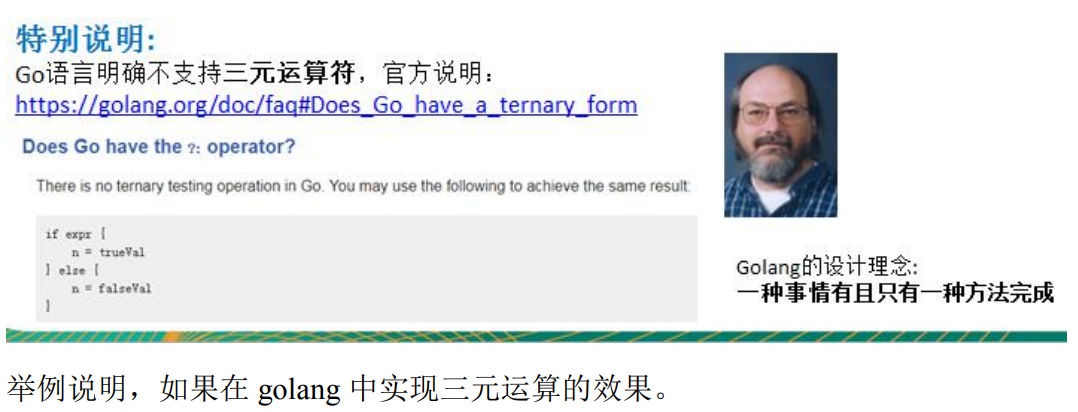 特别说明:
Go语言明确不支持三元运算符，官方说明：
https://golang.org/doc/faq#Does_Go_have_a_ternary_form
Does Go have the ?: operator?
There is no ternary testing operation in Go. You may use the following to achieve the same result:
if expr {
n = trueVal
} else {
n = falseVal
}
Golang的设计理念:
一种事情有且只有一种方法完成
举例说明，如果在 golang 中实现三元运算的效果。